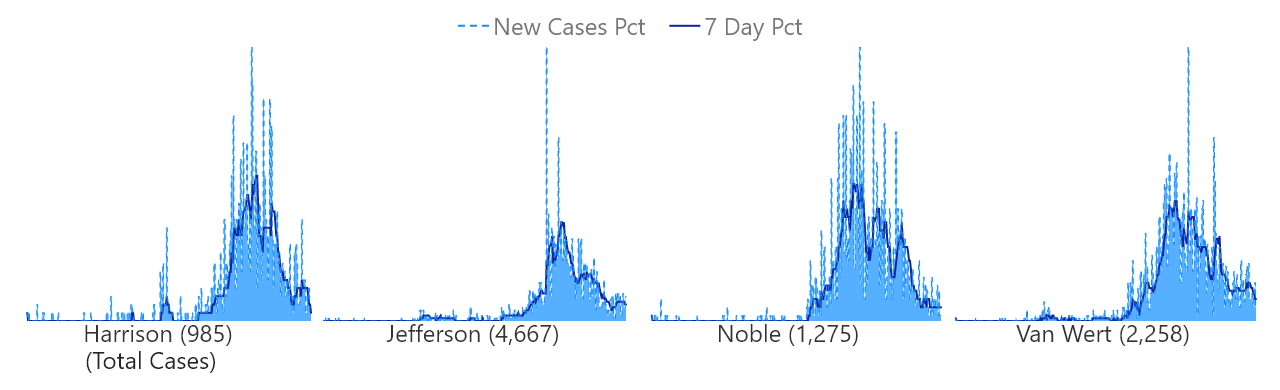 New Cases Pct 7 Day Pct
Harrison (985) Jefferson (4,667) Noble (1,275) Van Wert (2,258)
(Total Cases)